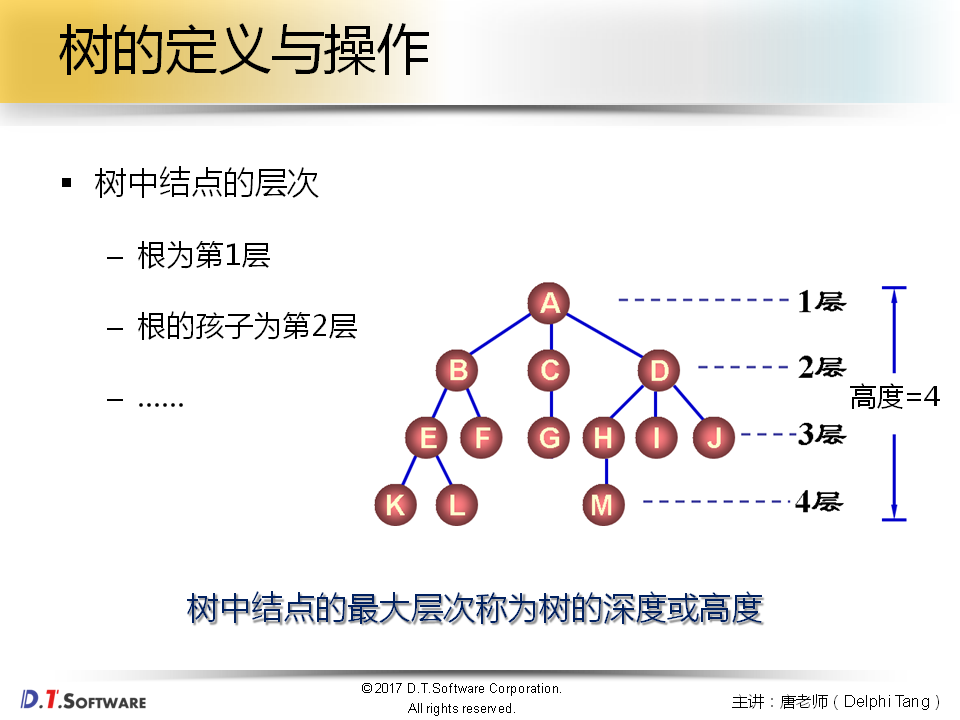 树的定义与操作
▪ 树中结点的层次
– 根为第1层
– 根的孩子为第2层
– ......
A 1层
B C D 2层
高度=4
E F G H I J 3层
K L M 4层
树中结点的最大层次称为树的深度或高度
D.T.SOFTWARE
©2017 D.T.Software Corporation.
All rights reserved.
主讲：唐老师（Delphi Tang）